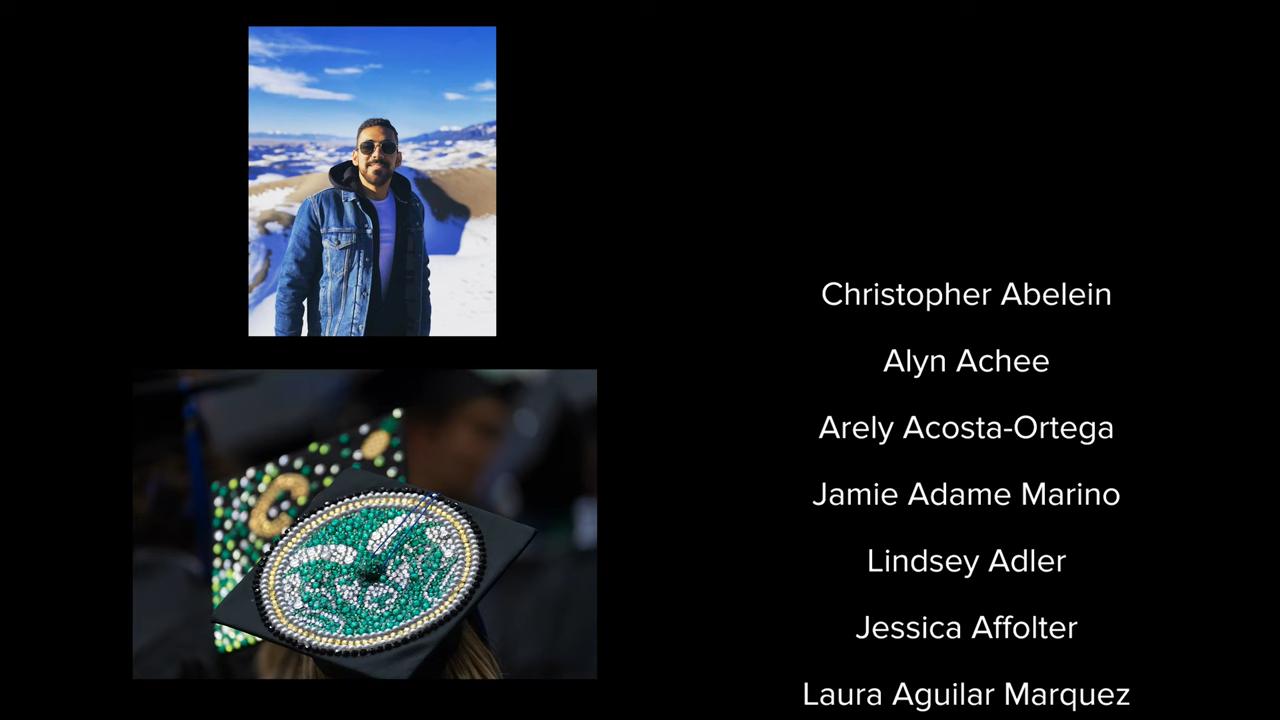 Christopher Abelein
Alyn Achee
Arely Acosta-Ortega
Jamie Adame Marino
Lindsey Adler
Jessica Affolter
Laura Aguilar Marquez